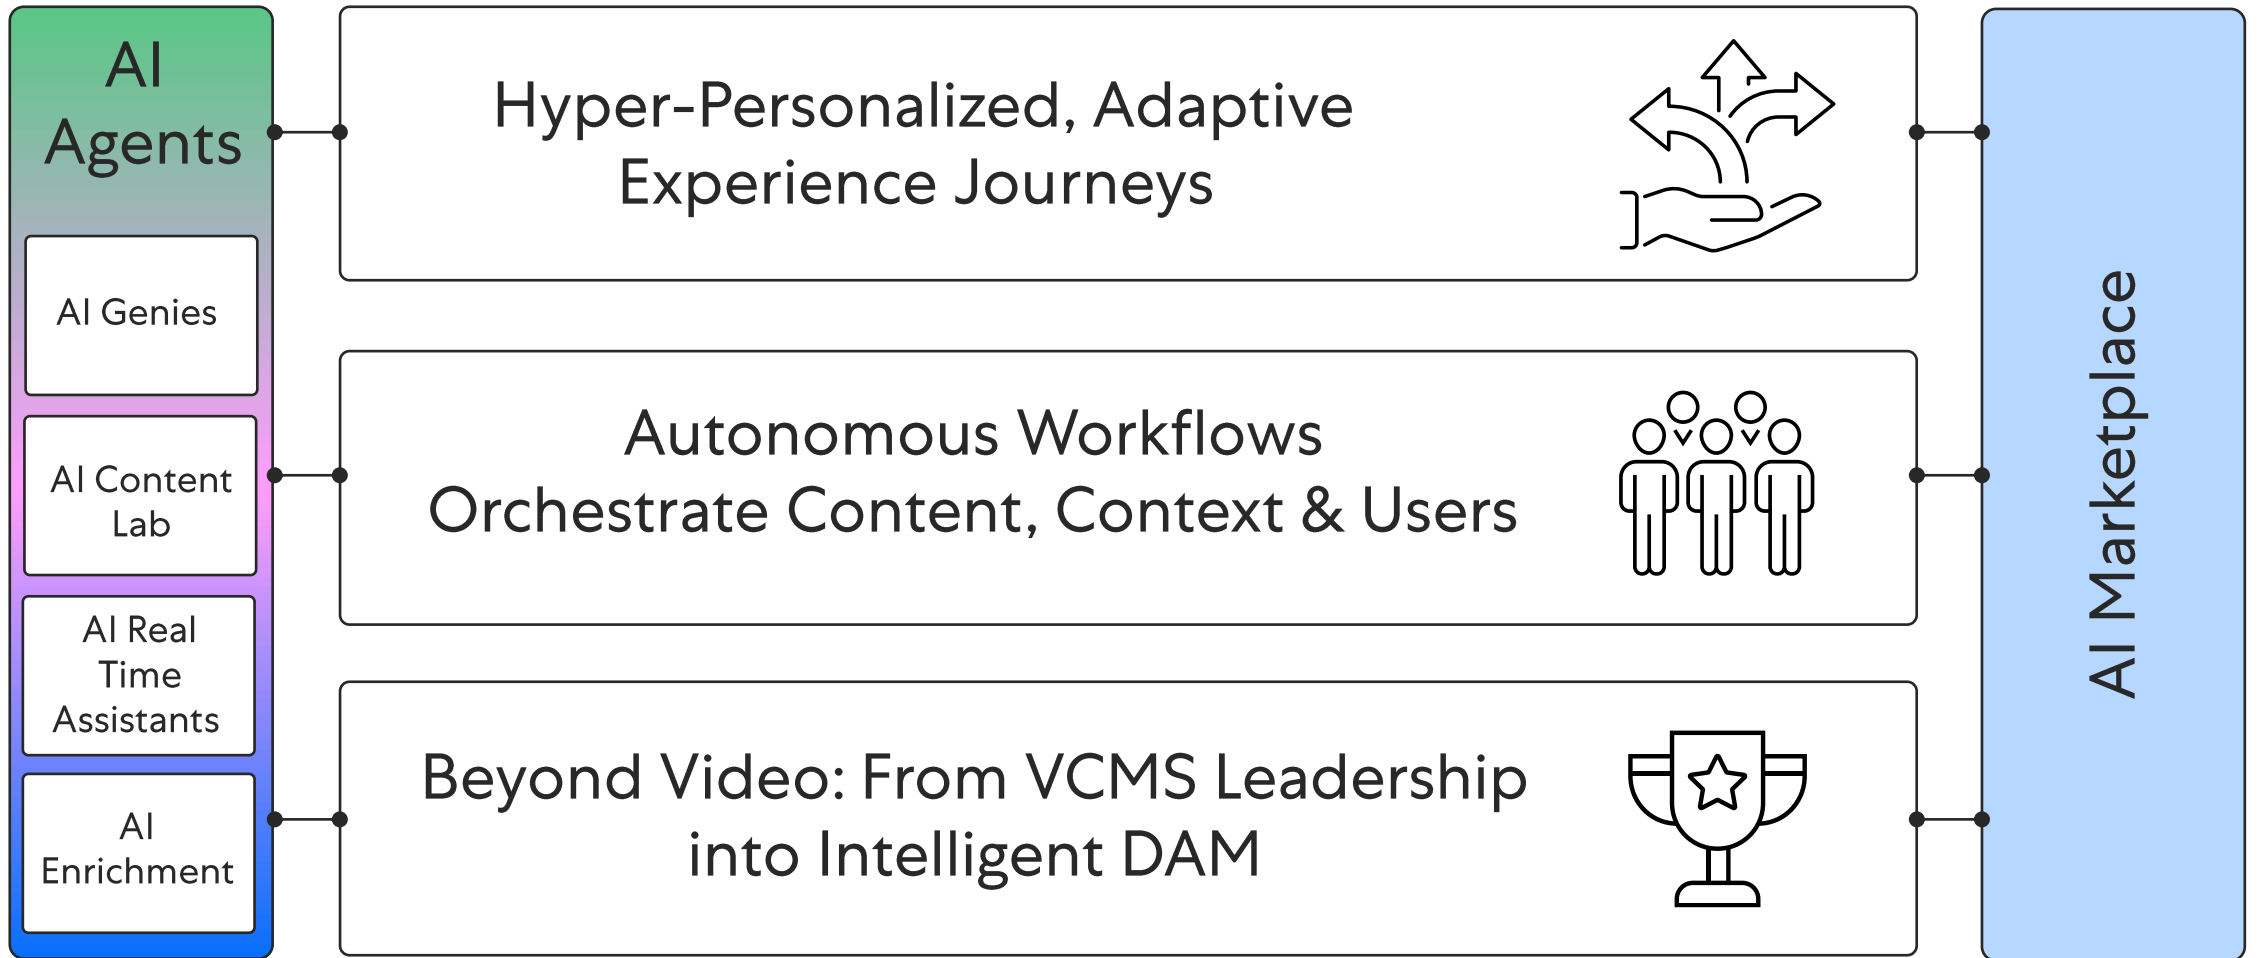 AI
Agents
AI Genies
AI Content
Lab
AI Real
Time
Assistants
AI
Enrichment
Hyper-Personalized, Adaptive
Experience Journeys
Autonomous Workflows
Orchestrate Content, Context & Users
Beyond Video: From VCMS Leadership
into Intelligent DAM
AI Marketplace